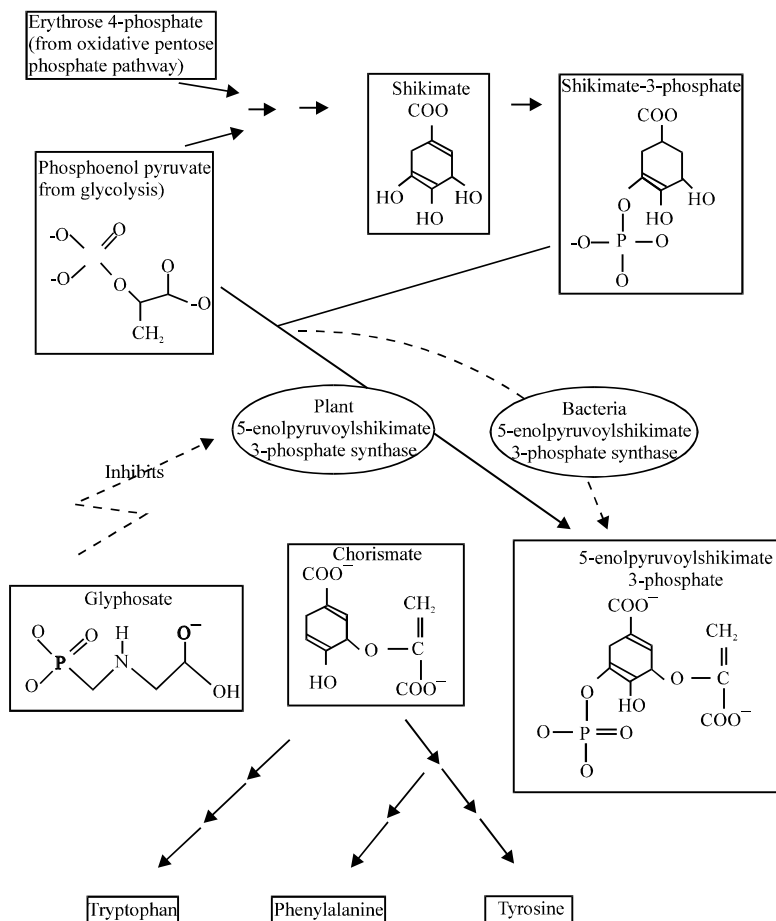 Erythrose 4-phosphate
(from oxidative pentose
phosphate pathway)
Shikimate
COO
HO
HO
HO
Shikimate-3-phosphate
COO
HO
HO
O
-O
P
-O
O
Phosphoenol pyruvate
from glycolysis)
-O
O
-O
O
O
-O
CH2
Plant
5-enolpyruvoylshikimate
3-phosphate synthase
Bacteria
5-enolpyruvoylshikimate
3-phosphate synthase
Inhibits
Glyphosate
O
O
P
O
H
N
O−
OH
Chorismate
COO−
CH2
O
C
HO
COO−
5-enolpyruvoylshikimate
3-phosphate
COO−
CH2
O
C
O
HO
COO−
O
P
O
O
Tryptophan
Phenylalanine
Tyrosine